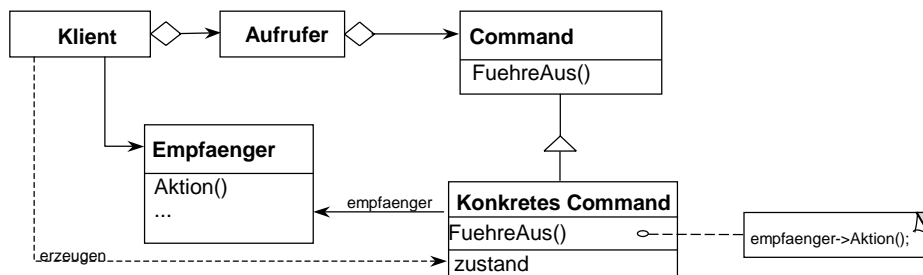 Klient
Aufrufer
Command
FuehreAus()
Empfaenger
Aktion()
...
empfaenger
Konkretes Command
FuehreAus()
zustand
empfaenger->Aktion();
erzeugen